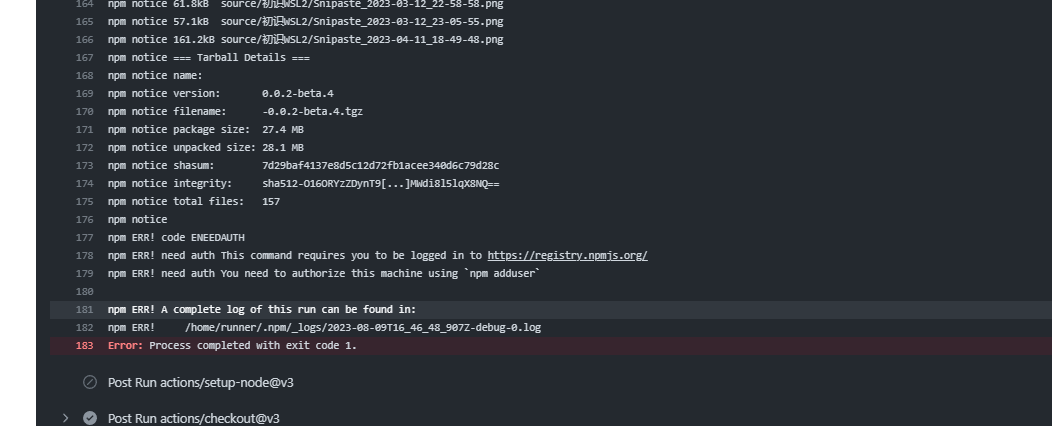 164 npm notice 61.8kB source/初识WSL2/Snipaste_2023-03-12_22-58-58.png
165 npm notice 57.1kB source/初识WSL2/Snipaste_2023-03-12_23-05-55.png
166 npm notice 161.2kB source/初识WSL2/Snipaste_2023-04-11_18-49-48.png
167 npm notice === Tarball Details ===
168 npm notice name:
169 npm notice version: 0.0.2-beta.4
170 npm notice filename: -0.0.2-beta.4.tgz
171 npm notice package size: 27.4 MB
172 npm notice unpacked size: 28.1 MB
173 npm notice shasum: 7d29baf4137e8d5c12d72fb1acee340d6c79d28c
174 npm notice integrity: sha512-O16ORYzZDynT9[...]MWdi8l5lqX8NQ==
175 npm notice total files: 157
176 npm notice
177 npm ERR! code ENEEDAUTH
178 npm ERR! need auth This command requires you to be logged in to https://registry.npmjs.org/
179 npm ERR! need auth You need to authorize this machine using `npm adduser`
180
181 npm ERR! A complete log of this run can be found in:
182 npm ERR! /home/runner/.npm/_logs/2023-08-09T16_46_48_907Z-debug-0.log
183 Error: Process completed with exit code 1.
Post Run actions/setup-node@v3
Post Run actions/checkout@v3